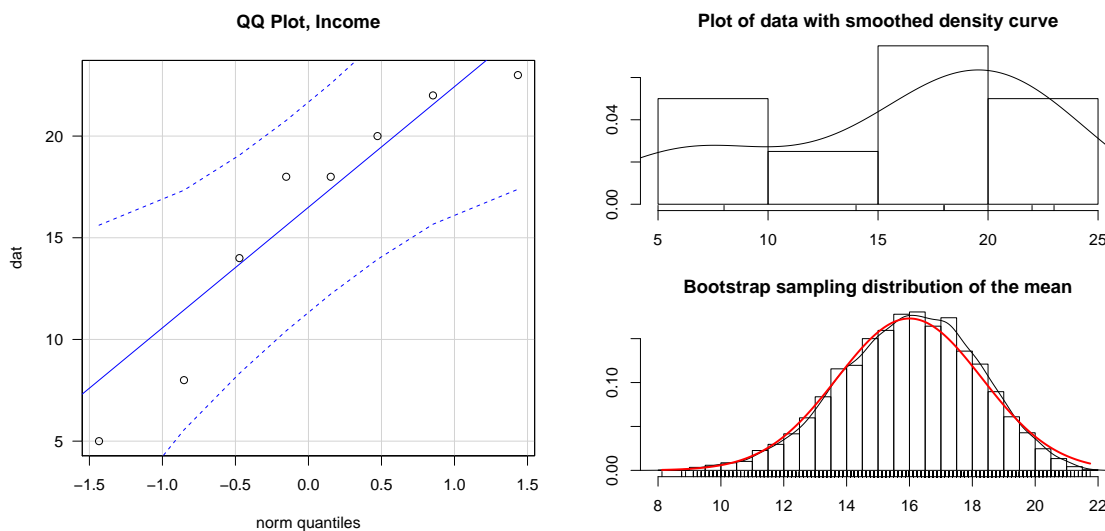 QQ Plot, Income
dat
20
15
10
5
−1.5 −1.0 −0.5 0.0 0.5 1.0 1.5
norm quantiles
Plot of data with smoothed density curve
0.04
0.00
5 10 15 20 25
Bootstrap sampling distribution of the mean
0.10
0.00
8 10 12 14 16 18 20 22